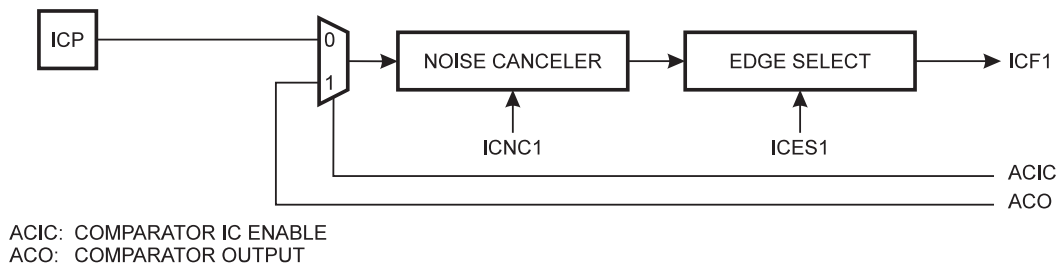 ICP
0
1
NOISE CANCELER
EDGE SELECT
ICF1
ICNC1
ICES1
ACIC
ACO
ACIC: COMPARATOR IC ENABLE
ACO: COMPARATOR OUTPUT